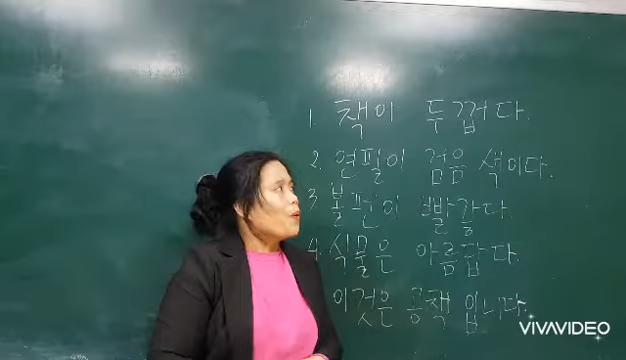 1. 책이 두껍다.
2. 연필이 검음 색이다.
3 볼펜이 빨갛다.
4. 식물은 아름답다.
이것은 공책 입니다.
VIVAVIDEO